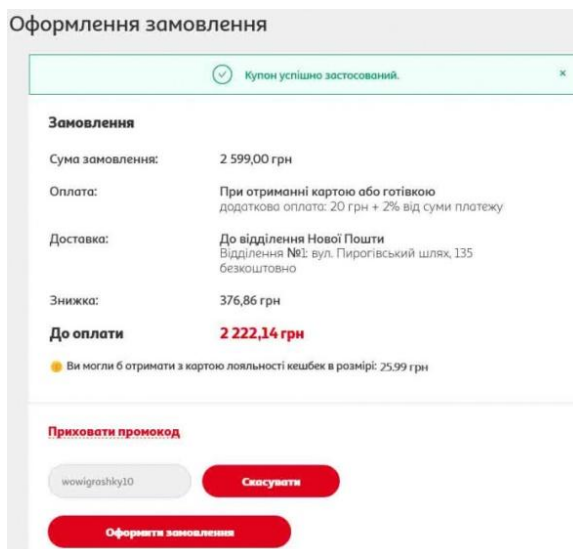 Оформлення замовлення
Купон успішно застосований.
×
Замовлення
Сума замовлення: 2 599,00 грн
Оплата: При отриманні картою або готівкою
додаткова оплата: 20 грн + 2% від суми платежу
Доставка: До відділення Нової Пошти
Відділення №1: вул. Пирогівський шлях, 135
безкоштовно
Знижка: 376,86 грн
До оплати 2 222,14 грн
Ви могли б отримати з картою лояльності кешбек в розмірі: 25.99 грн
Приховати промокод
wowigrashky10 Скасувати
Оформити замовлення